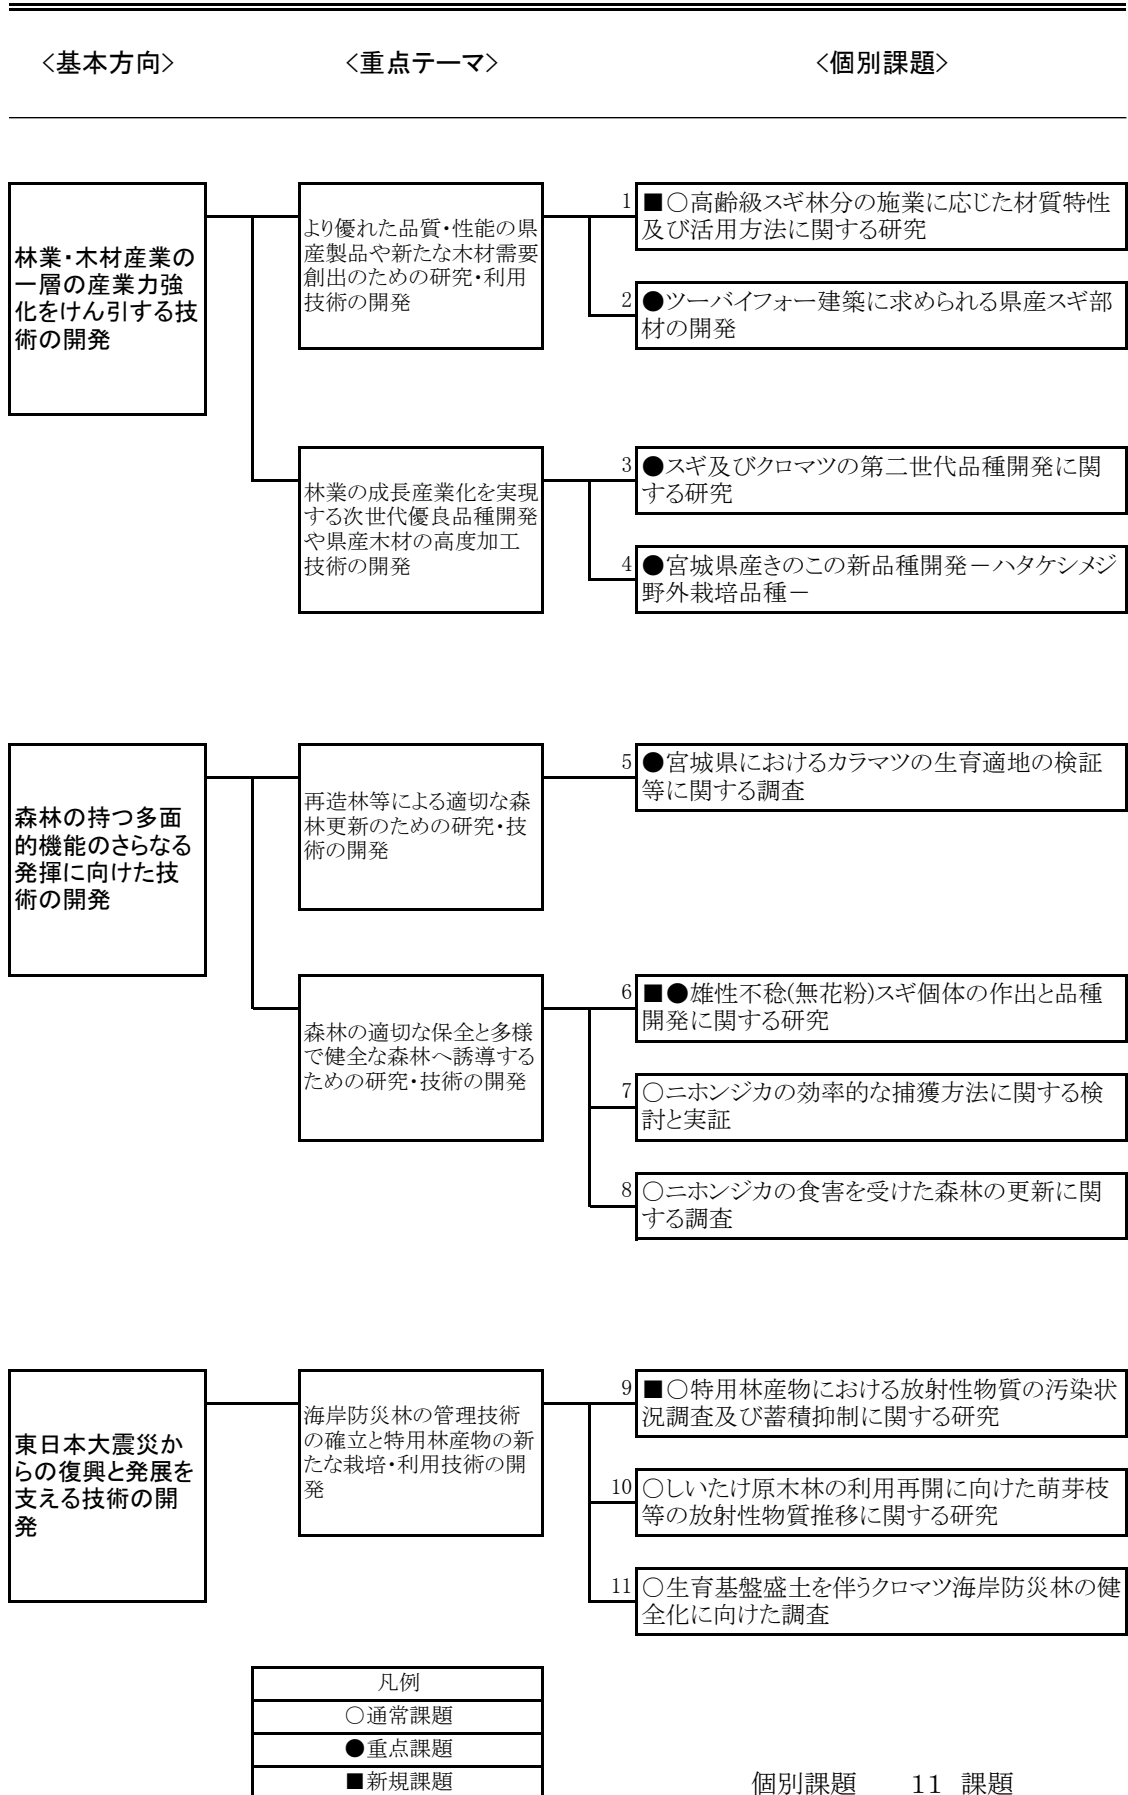 <基本方向>
<重点テーマ>
<個別課題>
林業・木材産業の
一層の産業力強
化をけん引する技
術の開発
より優れた品質・性能の県
産製品や新たな木材需要
創出のための研究・利用
技術の開発
1 ■○高齢級スギ林分の施業に応じた材質特性
及び活用方法に関する研究
2 ●ツーバイフォー建築に求められる県産スギ部
材の開発
林業の成長産業化を実現
する次世代優良品種開発
や県産木材の高度加工
技術の開発
3 ●スギ及びクロマツの第二世代品種開発に関
する研究
4 ●宮城県産きのこの新品種開発－ハタケシメジ
野外栽培品種－
森林の持つ多面
的機能のさらなる
発揮に向けた技
術の開発
再造林等による適切な森
林更新のための研究・技
術の開発
5 ●宮城県におけるカラマツの生育適地の検証
等に関する調査
森林の適切な保全と多様
で健全な森林へ誘導する
ための研究・技術の開発
6 ■●雄性不稔(無花粉)スギ個体の作出と品種
開発に関する研究
7 ○ニホンジカの効率的な捕獲方法に関する検
討と実証
8 ○ニホンジカの食害を受けた森林の更新に関
する調査
東日本大震災か
らの復興と発展を
支える技術の開
発
海岸防災林の管理技術
の確立と特用林産物の新
たな栽培・利用技術の開
発
9 ■○特用林産物における放射性物質の汚染状
況調査及び蓄積抑制に関する研究
10 ○しいたけ原木林の利用再開に向けた萌芽枝
等の放射性物質推移に関する研究
11 ○生育基盤盛土を伴うクロマツ海岸防災林の健
全化に向けた調査
凡例
○通常課題
●重点課題
■新規課題
個別課題 11 課題